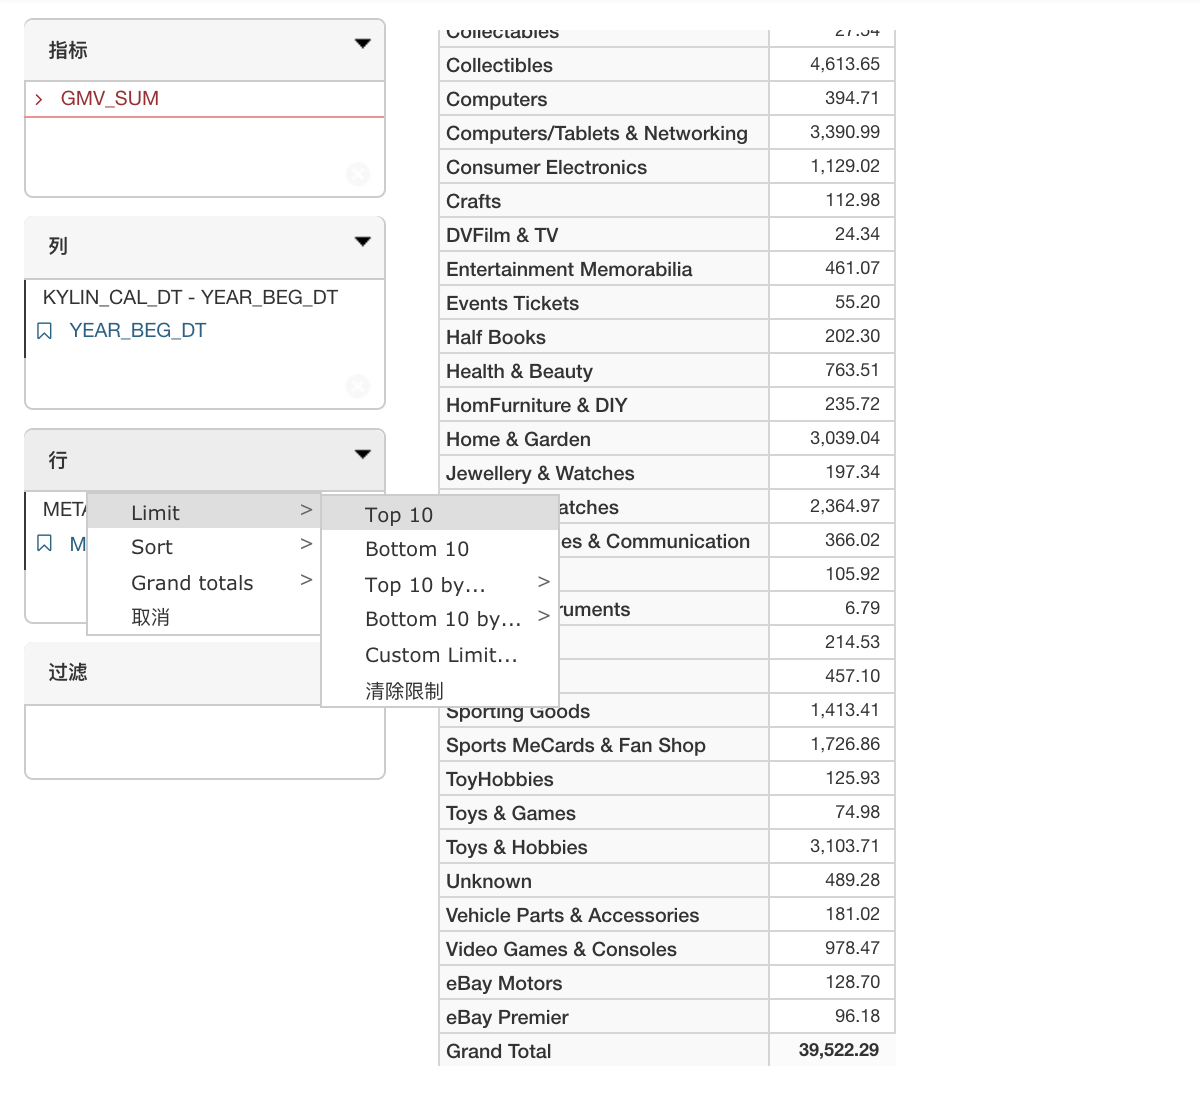 指标
GMV_SUM
列
KYLIN_CAL_DT - YEAR_BEG_DT
YEAR_BEG_DT
行
META
M
Limit >
Sort >
Grand totals >
取消
Top 10
Bottom 10
Top 10 by... >
Bottom 10 by... >
Custom Limit...
清除限制
过滤
Collectables 27.54
Collectibles 4,613.65
Computers 394.71
Computers/Tablets & Networking 3,390.99
Consumer Electronics 1,129.02
Crafts 112.98
DVFilm & TV 24.34
Entertainment Memorabilia 461.07
Events Tickets 55.20
Half Books 202.30
Health & Beauty 763.51
HomFurniture & DIY 235.72
Home & Garden 3,039.04
Jewellery & Watches 197.34
atches 2,364.97
es & Communication 366.02
105.92
ruments 6.79
214.53
457.10
Sporting Goods 1,413.41
Sports MeCards & Fan Shop 1,726.86
ToyHobbies 125.93
Toys & Games 74.98
Toys & Hobbies 3,103.71
Unknown 489.28
Vehicle Parts & Accessories 181.02
Video Games & Consoles 978.47
eBay Motors 128.70
eBay Premier 96.18
Grand Total 39,522.29